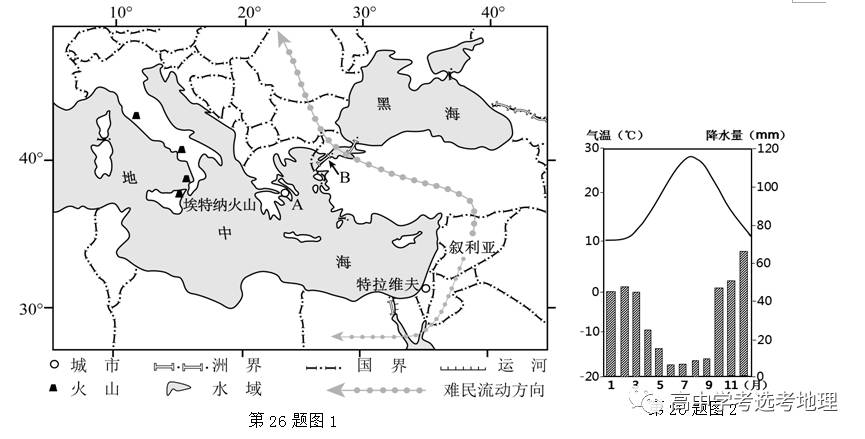 10° 20° 30° 40°
40°
30°
黑
海
地
中
海
埃特纳火山
A
B
叙利亚
特拉维夫
城市 洲界 国界 运河
火山 水域 难民流动方向
第26题图1
气温(℃) 降水量(mm)
30 120
20 100
10 80
0 60
-10 40
-20 20
0
1 3 5 7 9 11(月)
第26题图2
高中学考选考地理